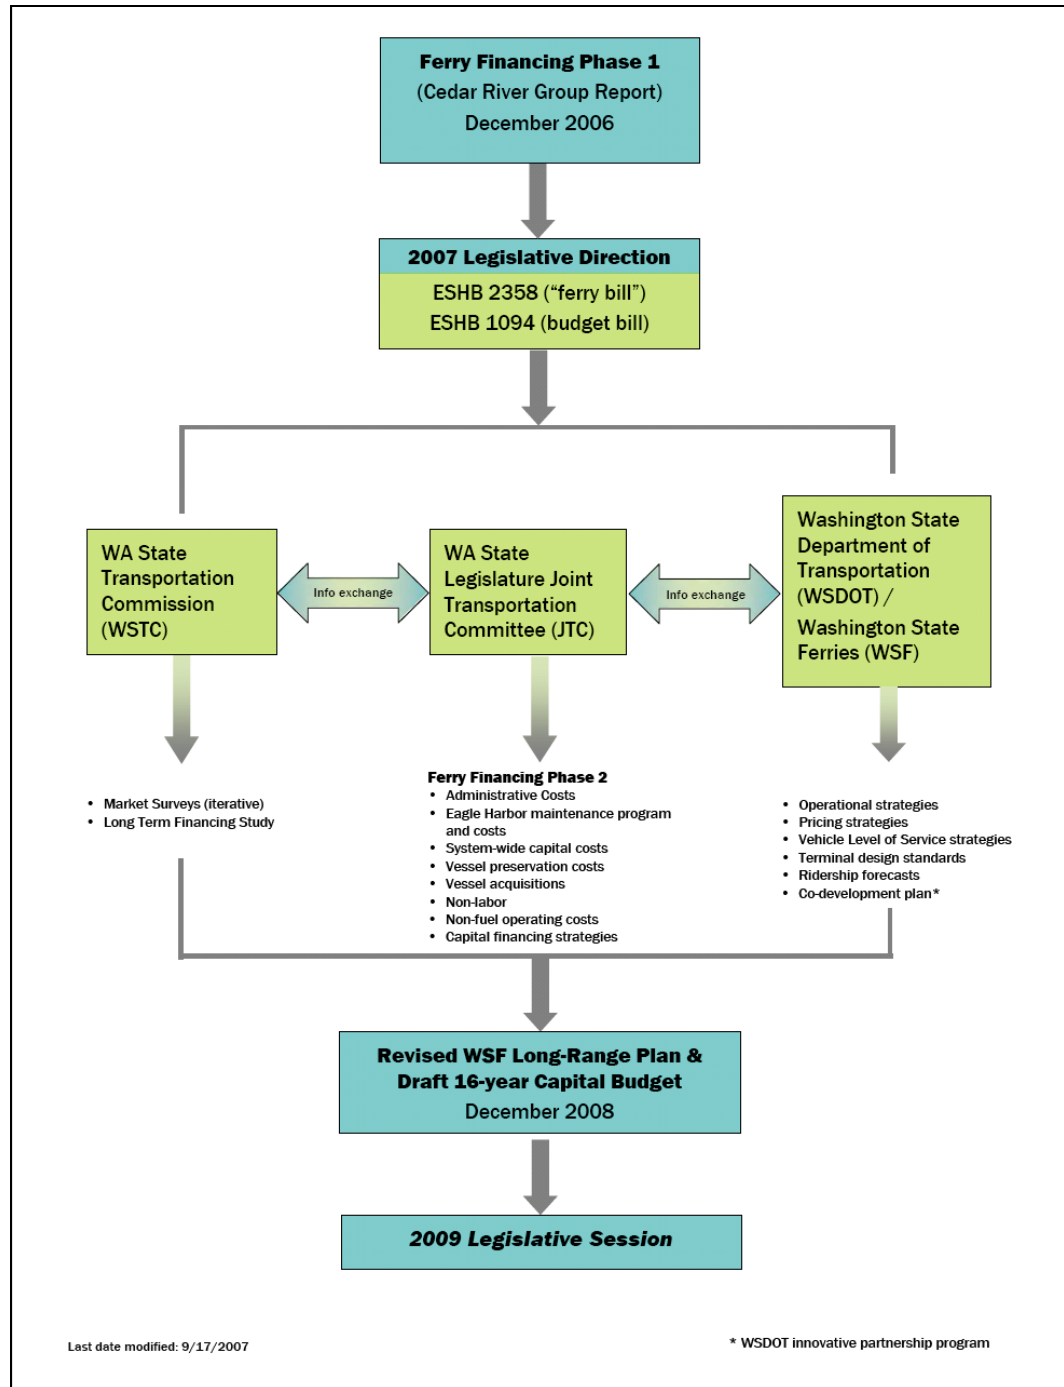 Ferry Financing Phase 1
(Cedar River Group Report)
December 2006
2007 Legislative Direction
ESHB 2358 (“ferry bill”)
ESHB 1094 (budget bill)
WA State
Transportation
Commission
(WSTC)
Info exchange
WA State
Legislature Joint
Transportation
Committee (JTC)
Info exchange
Washington State
Department of
Transportation
(WSDOT) /
Washington State
Ferries (WSF)
• Market Surveys (iterative)
• Long Term Financing Study
Ferry Financing Phase 2
• Administrative Costs
• Eagle Harbor maintenance program
and costs
• System-wide capital costs
• Vessel preservation costs
• Vessel acquisitions
• Non-labor
• Non-fuel operating costs
• Capital financing strategies
• Operational strategies
• Pricing strategies
• Vehicle Level of Service strategies
• Terminal design standards
• Ridership forecasts
• Co-development plan*
Revised WSF Long-Range Plan &
Draft 16-year Capital Budget
December 2008
2009 Legislative Session
Last date modified: 9/17/2007
* WSDOT innovative partnership program